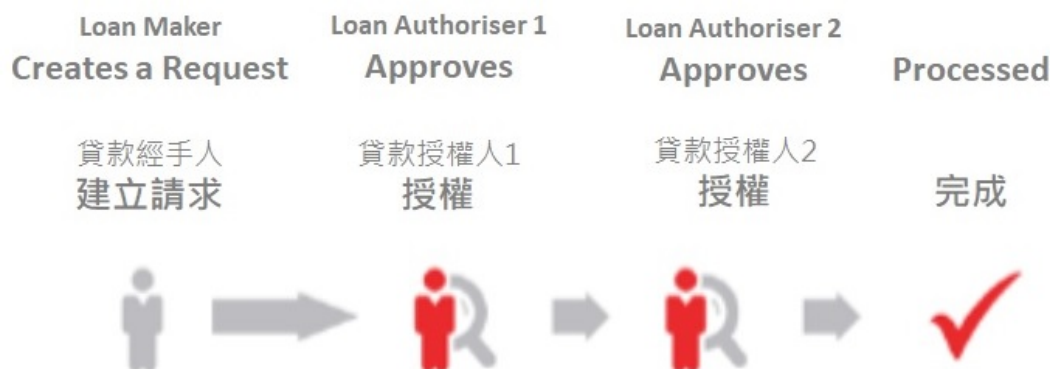 Loan Maker
Creates a Request
Loan Authoriser 1
Approves
Loan Authoriser 2
Approves
Processed
貸款經手人
建立請求
貸款授權人1
授權
貸款授權人2
授權
完成